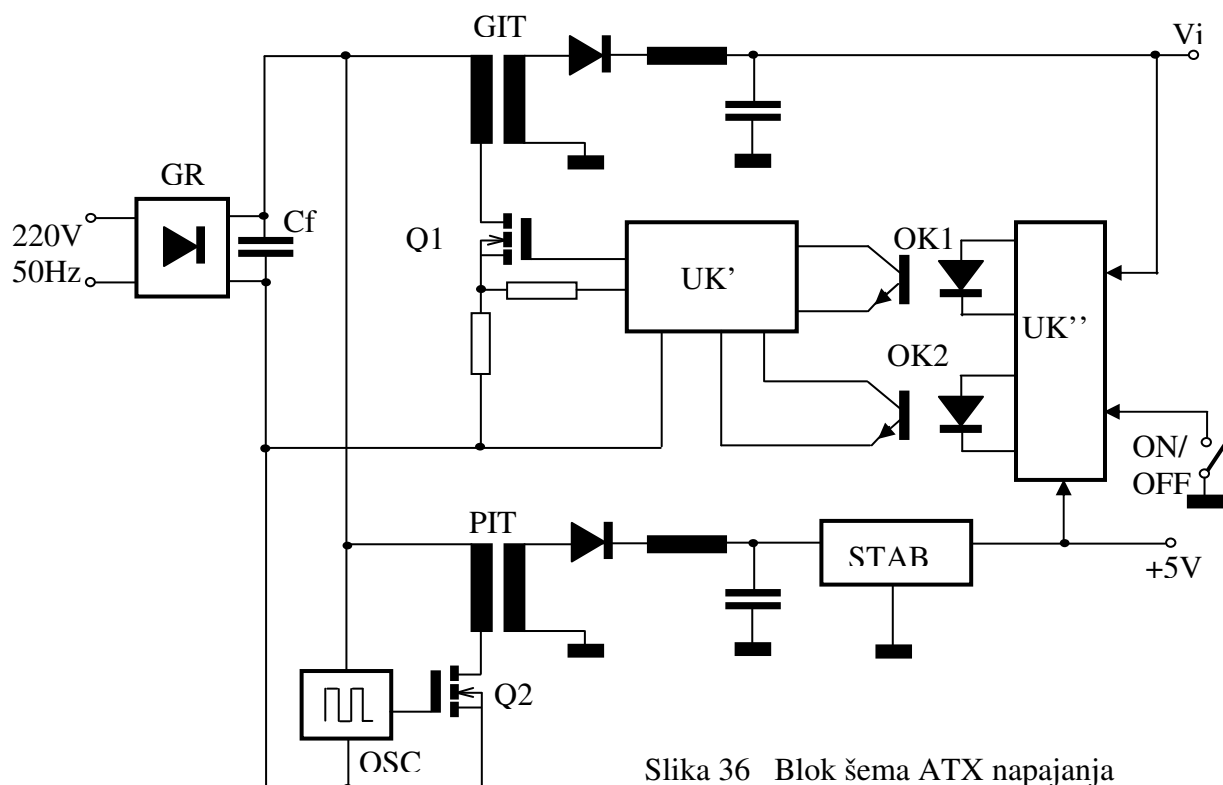 GIT
Vi
GR
220V
50Hz
Cf
Q1
UK'
OK1
OK2
UK''
ON/
OFF
PIT
STAB
+5V
Q2
OSC
Slika 36 Blok šema ATX napajanja